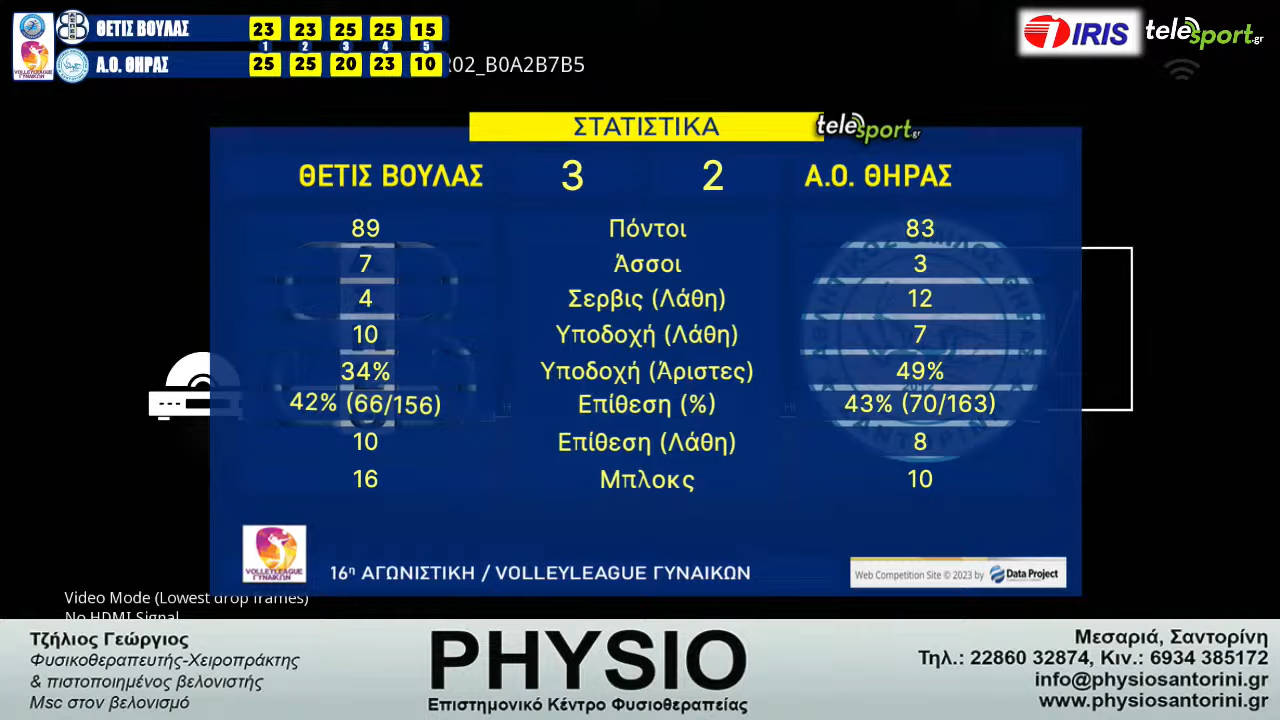 ΘΕΤΙΣ ΒΟΥΛΑΣ 23 23 25 25 15
1 2 3 4 5
Α.Ο. ΘΗΡΑΣ 25 25 20 23 10
02_B0A2B7B5
VOLLEYLEAGUE
ΓΥΝΑΙΚΩΝ
IRIS
telesport.gr
ΣΤΑΤΙΣΤΙΚΑ
telesport.gr
ΘΕΤΙΣ ΒΟΥΛΑΣ 3 2 Α.Ο. ΘΗΡΑΣ
89 Πόντοι 83
7 Άσσοι 3
4 Σερβις (Λάθη) 12
10 Υποδοχή (Λάθη) 7
34% Υποδοχή (Άριστες) 49%
42% (66/156) Επίθεση (%) 43% (70/163)
10 Επίθεση (Λάθη) 8
16 Μπλοκς 10
VOLLEYLEAGUE
ΓΥΝΑΙΚΩΝ
16η ΑΓΩΝΙΣΤΙΚΗ / VOLLEYLEAGUE ΓΥΝΑΙΚΩΝ
Web Competition Site © 2023 by Data Project
Video Mode (Lowest drop frames)
No HDMI Signal
Τζήλιος Γεώργιος
Φυσικοθεραπευτής-Χειροπράκτης
& πιστοποιημένος βελονιστής
Msc στον βελονισμό
PHYSIO
Επιστημονικό Κέντρο Φυσιοθεραπείας
Μεσαριά, Σαντορίνη
Τηλ.: 22860 32874, Κιν.: 6934 385172
info@physiosantorini.gr
www.physiosantorini.gr